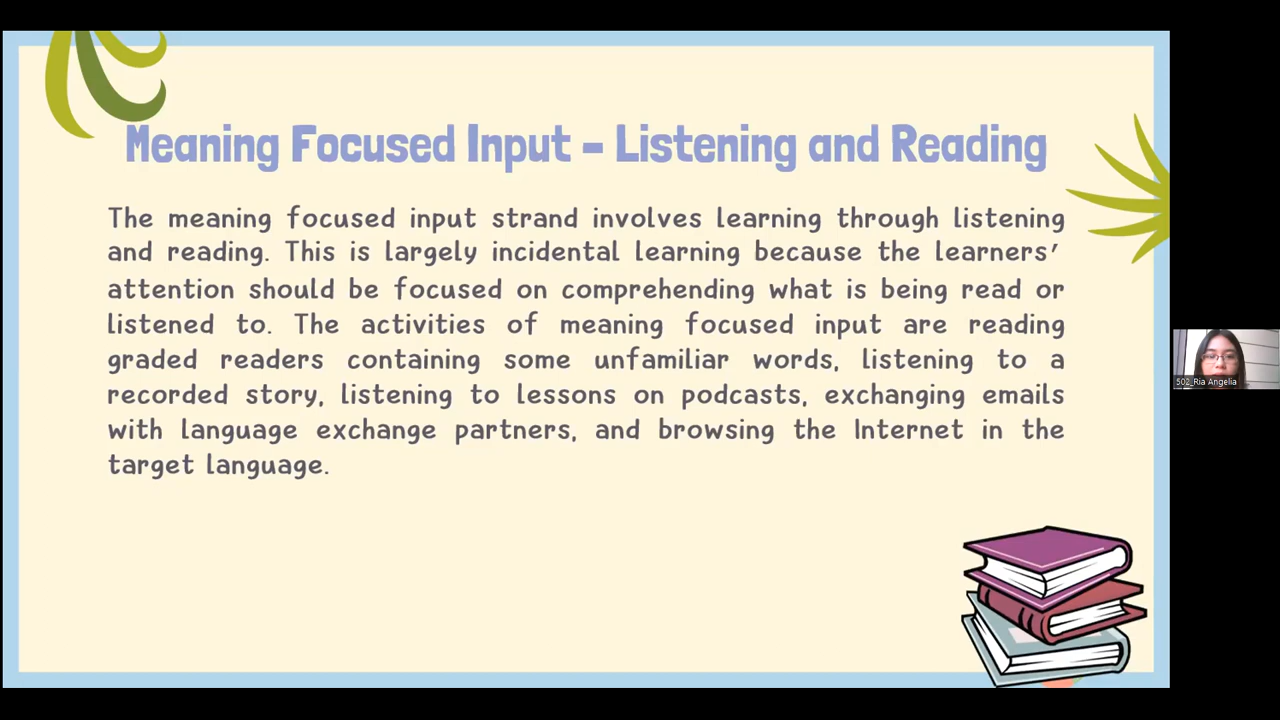 Meaning Focused Input - Listening and Reading
The meaning focused input strand involves learning through listening
and reading. This is largely incidental learning because the learners'
attention should be focused on comprehending what is being read or
listened to. The activities of meaning focused input are reading
graded readers containing some unfamiliar words, listening to a
recorded story, listening to lessons on podcasts, exchanging emails
with language exchange partners, and browsing the Internet in the
target language.
502_Ria Angelia